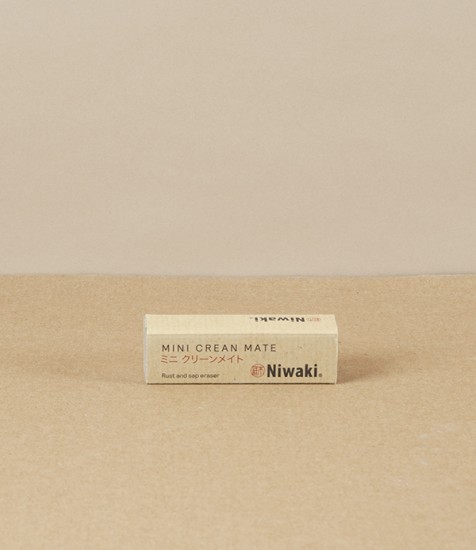 Niwaki.
MINI CREAN MATE
ミニ クリーンメイト
Rust and sap eraser
Niwaki®